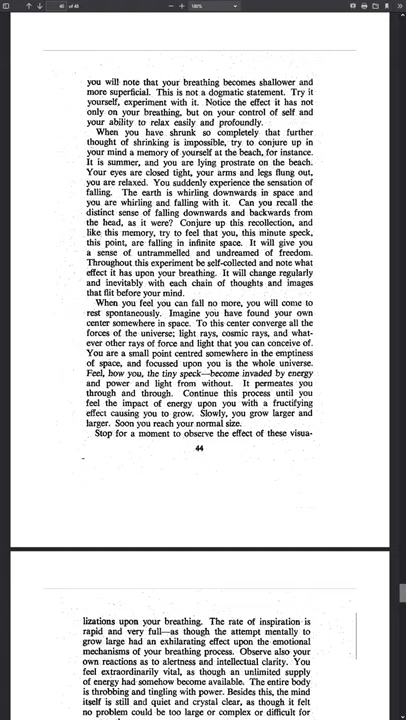 46 of 48
180%
you will note that your breathing becomes shallower and
more superficial. This is not a dogmatic statement. Try it
yourself, experiment with it. Notice the effect it has not
only on your breathing, but on your control of self and
your ability to relax easily and profoundly.
When you have shrunk so completely that further
thought of shrinking is impossible, try to conjure up in
your mind a memory of yourself at the beach, for instance.
It is summer, and you are lying prostrate on the beach.
Your eyes are closed tight, your arms and legs flung out,
you are relaxed. You suddenly experience the sensation of
falling. The earth is whirling downwards in space and
you are whirling and falling with it. Can you recall the
distinct sense of falling downwards and backwards from
the head, as it were? Conjure up this recollection, and
like this memory, try to feel that you, this minute speck,
this point, are falling in infinite space. It will give you
a sense of untrammelled and undreamed of freedom.
Throughout this experiment be self-collected and note what
effect it has upon your breathing. It will change regularly
and inevitably with each chain of thoughts and images
that flit before your mind.
When you feel you can fall no more, you will come to
rest spontaneously. Imagine you have found your own
center somewhere in space. To this center converge all the
forces of the universe; light rays, cosmic rays, and what-
ever other rays of force and light that you can conceive of.
You are a small point centred somewhere in the emptiness
of space, and focussed upon you is the whole universe.
Feel, how you, the tiny speck—become invaded by energy
and power and light from without. It permeates you
through and through. Continue this process until you
feel the impact of energy upon you with a fructifying
effect causing you to grow. Slowly, you grow larger and
larger. Soon you reach your normal size.
Stop for a moment to observe the effect of these visua-
44
lizations upon your breathing. The rate of inspiration is
rapid and very full—as though the attempt mentally to
grow large had an exhilarating effect upon the emotional
mechanisms of your breathing process. Observe also your
own reactions as to alertness and intellectual clarity. You
feel extraordinarily vital, as though an unlimited supply
of energy had somehow become available. The entire body
is throbbing and tingling with power. Besides this, the mind
itself is still and quiet and crystal clear, as though it felt
no problem could be too large or complex or difficult for